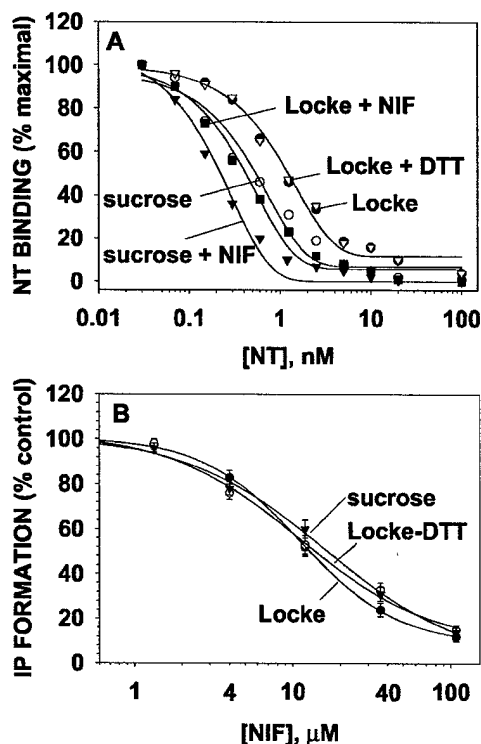 120
A
100
80
60
40
20
0
NT BINDING (% maximal)
Locke + NIF
Locke + DTT
sucrose
Locke
sucrose + NIF
0.01
0.1
1
10
100
[NT], nM
120
B
100
80
60
40
20
0
IP FORMATION (% control)
sucrose
Locke-DTT
Locke
1
4
10
40
100
[NIF], µM